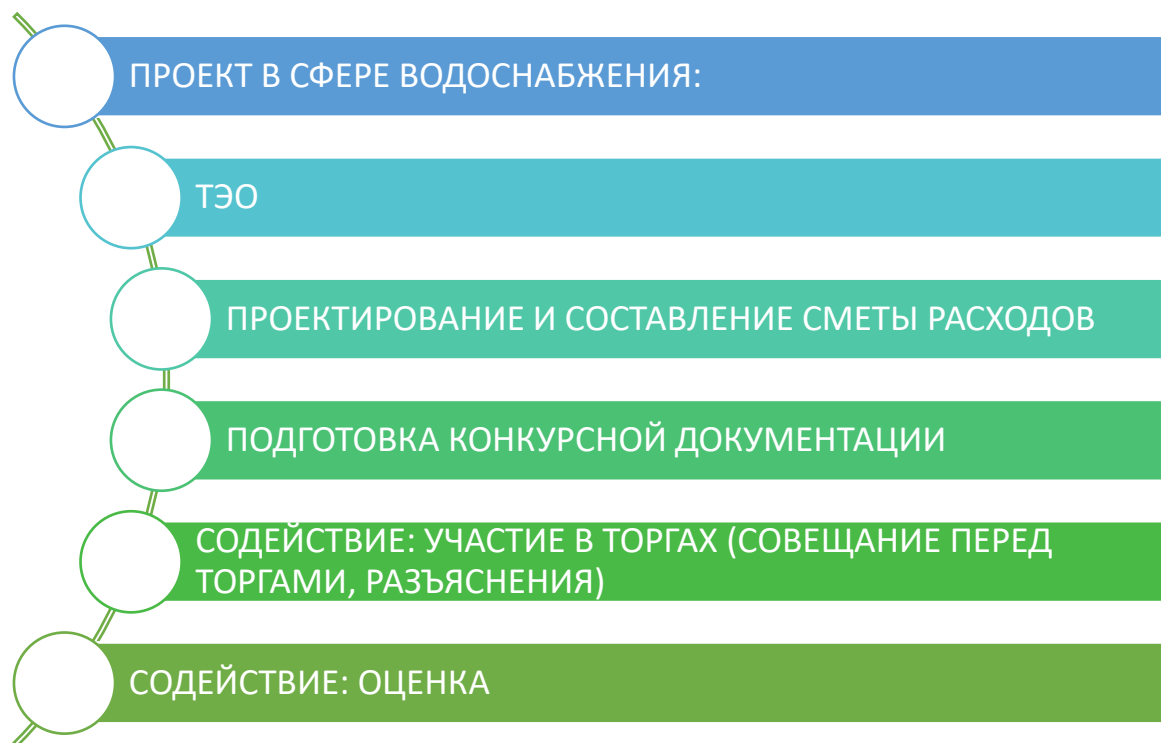 ПРОЕКТ В СФЕРЕ ВОДОСНАБЖЕНИЯ:
ТЭО
ПРОЕКТИРОВАНИЕ И СОСТАВЛЕНИЕ СМЕТЫ РАСХОДОВ
ПОДГОТОВКА КОНКУРСНОЙ ДОКУМЕНТАЦИИ
СОДЕЙСТВИЕ: УЧАСТИЕ В ТОРГАХ (СОВЕЩАНИЕ ПЕРЕД
ТОРГАМИ, РАЗЪЯСНЕНИЯ)
СОДЕЙСТВИЕ: ОЦЕНКА